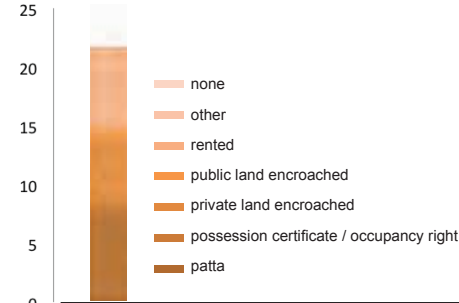 25
20
15
10
5
0
none
other
rented
public land encroached
private land encroached
possession certificate / occupancy right
patta